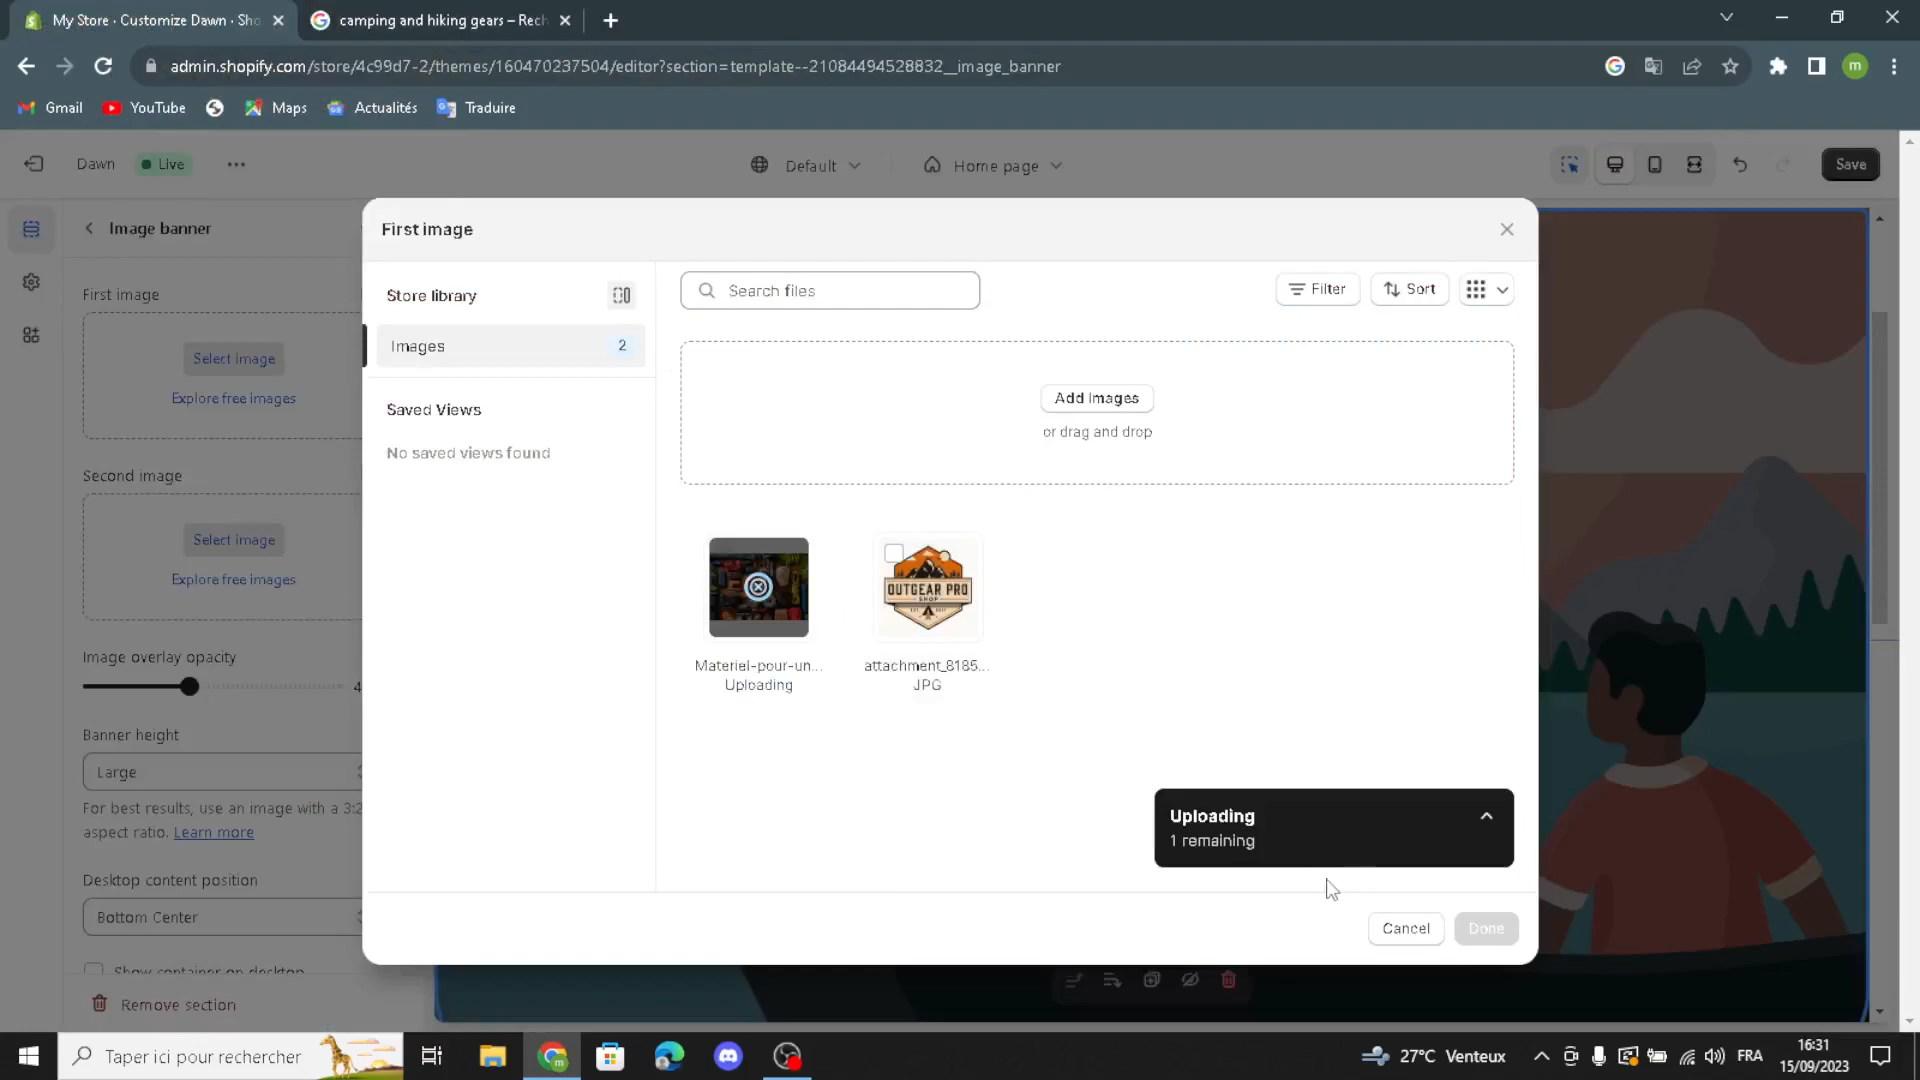 My Store · Customize Dawn · Sho
camping and hiking gears – Rech
admin.shopify.com/store/4c99d7-2/themes/160470237504/editor?section=template--21084494528832__image_banner
m
Gmail
YouTube
Maps
Actualités
Traduire
Dawn
Live
Default
Home page
Save
Image banner
First image
Select image
Explore free images
Second image
Select image
Explore free images
Image overlay opacity
4
Banner height
Large
For best results, use an image with a 3:2
aspect ratio. Learn more
Desktop content position
Bottom Center
Show container on desktop
Remove section
First image
Store library
Images
2
Saved Views
No saved views found
Search files
Filter
Sort
Add images
or drag and drop
OUTGEAR PRO
SHOP
Materiel-pour-un...
Uploading
attachment_8185...
JPG
Uploading
1 remaining
Cancel
Done
Taper ici pour rechercher
27°C Venteux
FRA
16:31
15/09/2023